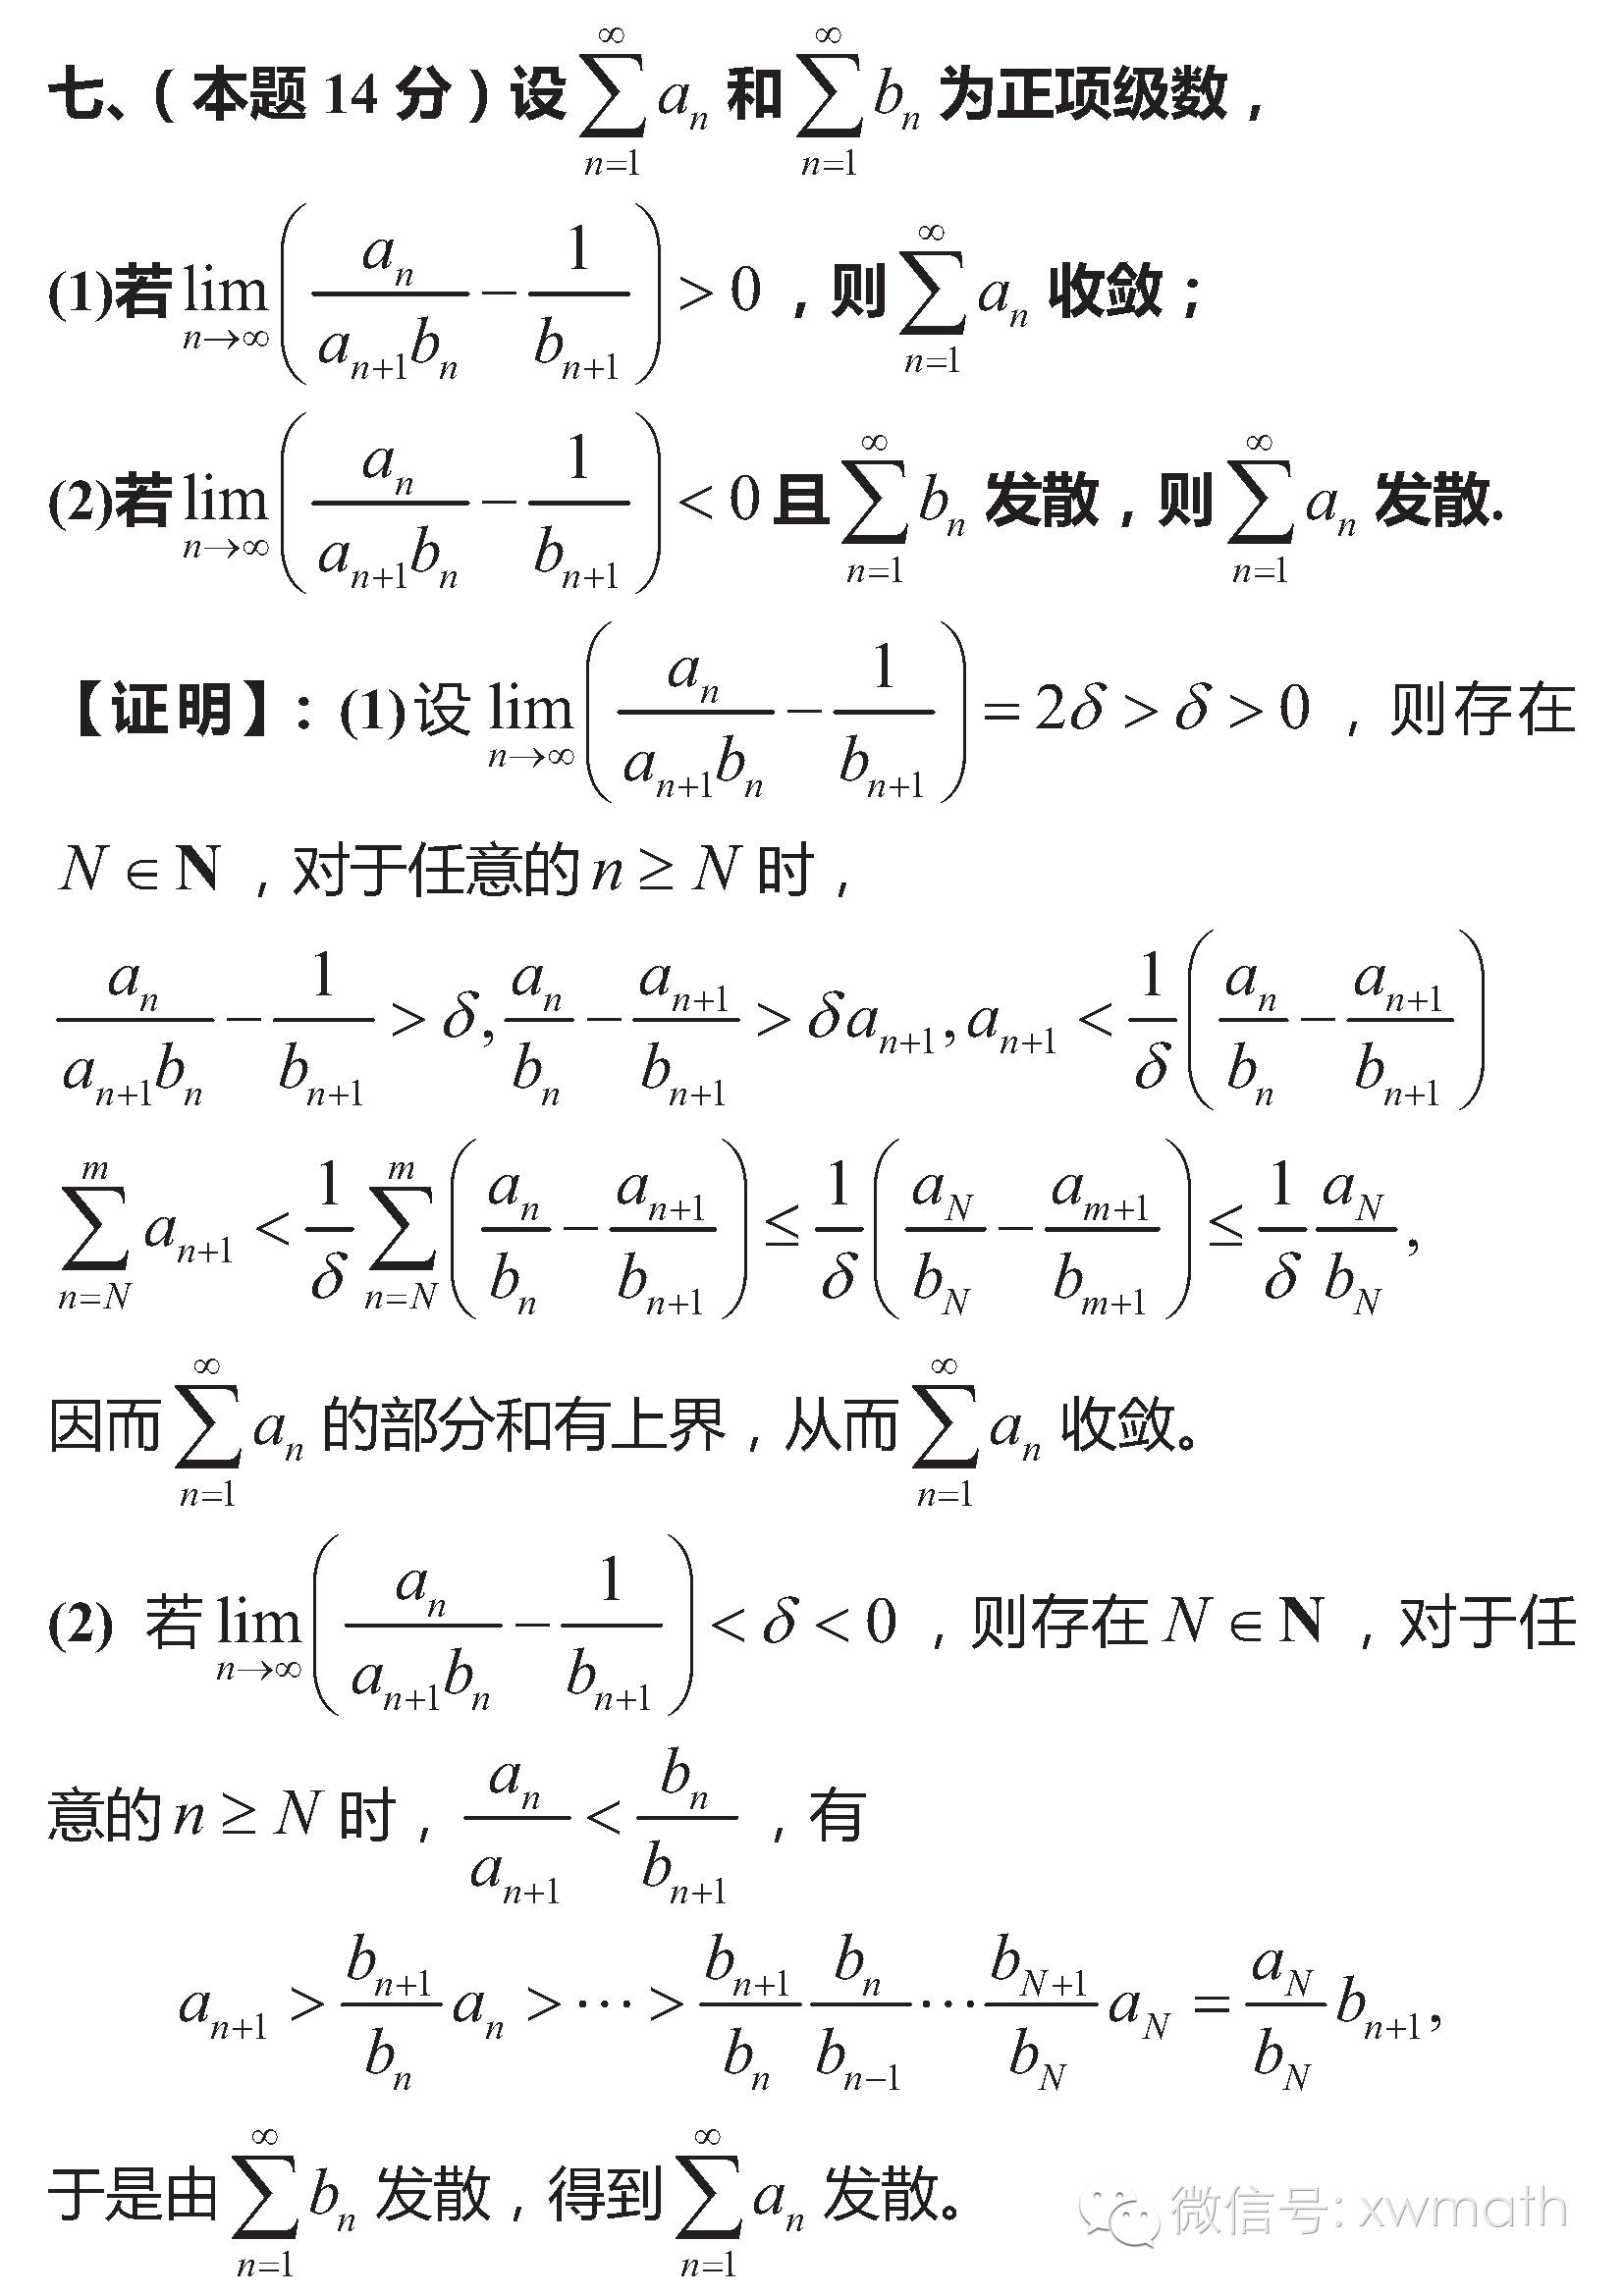 七、（本题 14 分）设 $\sum_{n=1}^{\infty} a_n$ 和 $\sum_{n=1}^{\infty} b_n$ 为正项级数，
(1)若 $\lim_{n\to\infty}\left(\frac{a_n}{a_{n+1}b_n}-\frac{1}{b_{n+1}}\right)>0$ ，则 $\sum_{n=1}^{\infty} a_n$ 收敛；
(2)若 $\lim_{n\to\infty}\left(\frac{a_n}{a_{n+1}b_n}-\frac{1}{b_{n+1}}\right)<0$ 且 $\sum_{n=1}^{\infty} b_n$ 发散，则 $\sum_{n=1}^{\infty} a_n$ 发散.
【证明】：(1)设 $\lim_{n\to\infty}\left(\frac{a_n}{a_{n+1}b_n}-\frac{1}{b_{n+1}}\right)=2\delta>\delta>0$ ，则存在
$N\in\mathbf{N}$ ，对于任意的 $n\geq N$ 时，
$\frac{a_n}{a_{n+1}b_n}-\frac{1}{b_{n+1}}>\delta,\frac{a_n}{b_n}-\frac{a_{n+1}}{b_{n+1}}>\delta a_{n+1},a_{n+1}<\frac{1}{\delta}\left(\frac{a_n}{b_n}-\frac{a_{n+1}}{b_{n+1}}\right)$
$\sum_{n=N}^{m} a_{n+1}<\frac{1}{\delta}\sum_{n=N}^{m}\left(\frac{a_n}{b_n}-\frac{a_{n+1}}{b_{n+1}}\right)\leq\frac{1}{\delta}\left(\frac{a_N}{b_N}-\frac{a_{m+1}}{b_{m+1}}\right)\leq\frac{1}{\delta}\frac{a_N}{b_N},$
因而 $\sum_{n=1}^{\infty} a_n$ 的部分和有上界，从而 $\sum_{n=1}^{\infty} a_n$ 收敛。
(2) 若 $\lim_{n\to\infty}\left(\frac{a_n}{a_{n+1}b_n}-\frac{1}{b_{n+1}}\right)<\delta<0$ ，则存在 $N\in\mathbf{N}$ ，对于任
意的 $n\geq N$ 时，$\frac{a_n}{a_{n+1}}<\frac{b_n}{b_{n+1}}$ ，有
$a_{n+1}>\frac{b_{n+1}}{b_n}a_n>\cdots>\frac{b_{n+1}}{b_n}\frac{b_n}{b_{n-1}}\cdots\frac{b_{N+1}}{b_N}a_N=\frac{a_N}{b_N}b_{n+1},$
于是由 $\sum_{n=1}^{\infty} b_n$ 发散，得到 $\sum_{n=1}^{\infty} a_n$ 发散。
微信号: xwmath